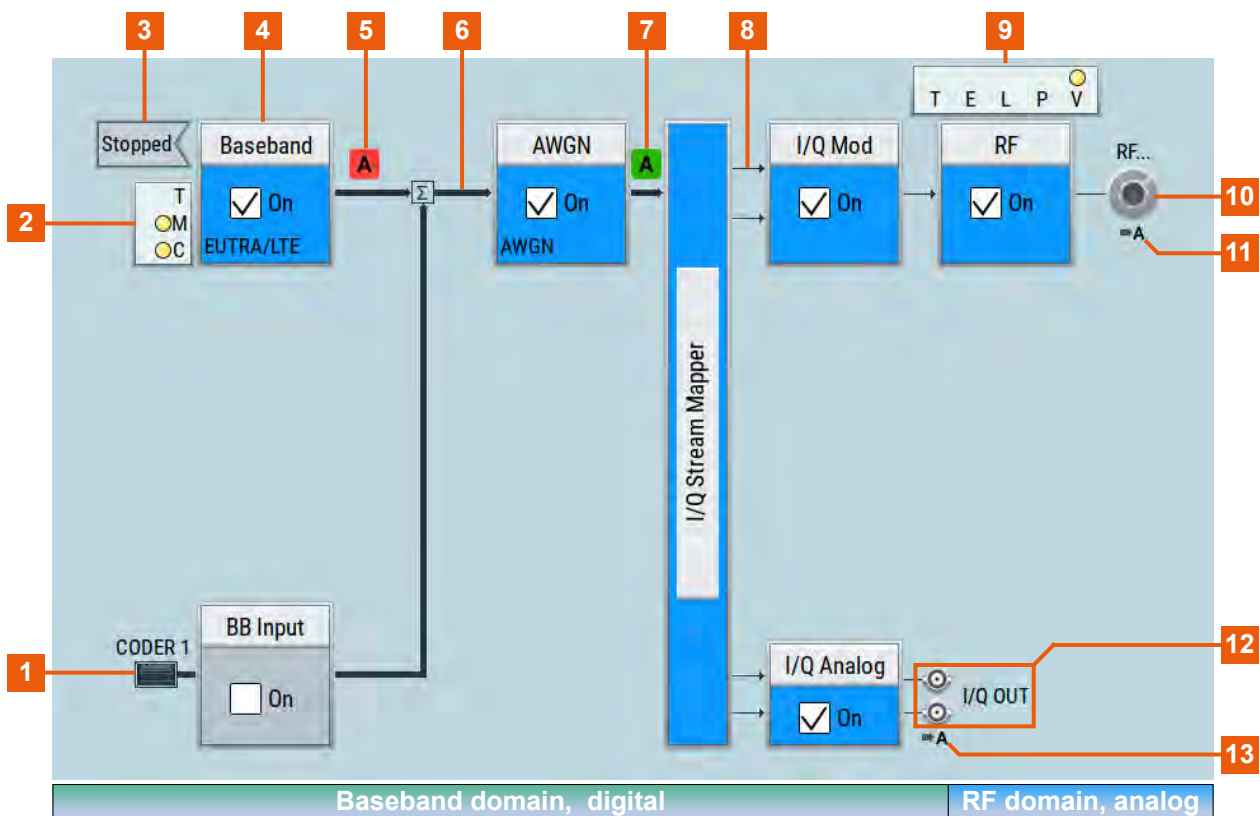 3
4
5
6
7
8
9
T E L P V
Stopped
Baseband
A
AWGN
A
I/Q Mod
RF
RF...
2
T
M
C
On
EUTRA/LTE
Σ
On
AWGN
On
On
10
A
11
I/Q Stream Mapper
1
CODER 1
BB Input
On
I/Q Analog
On
I/Q OUT
12
A
13
Baseband domain, digital
RF domain, analog